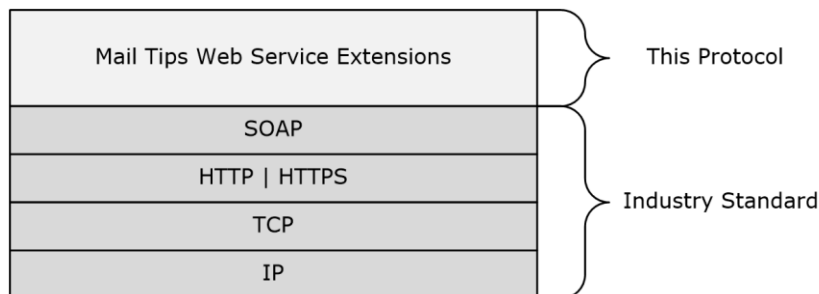 Mail Tips Web Service Extensions
This Protocol
SOAP
HTTP | HTTPS
TCP
Industry Standard
IP